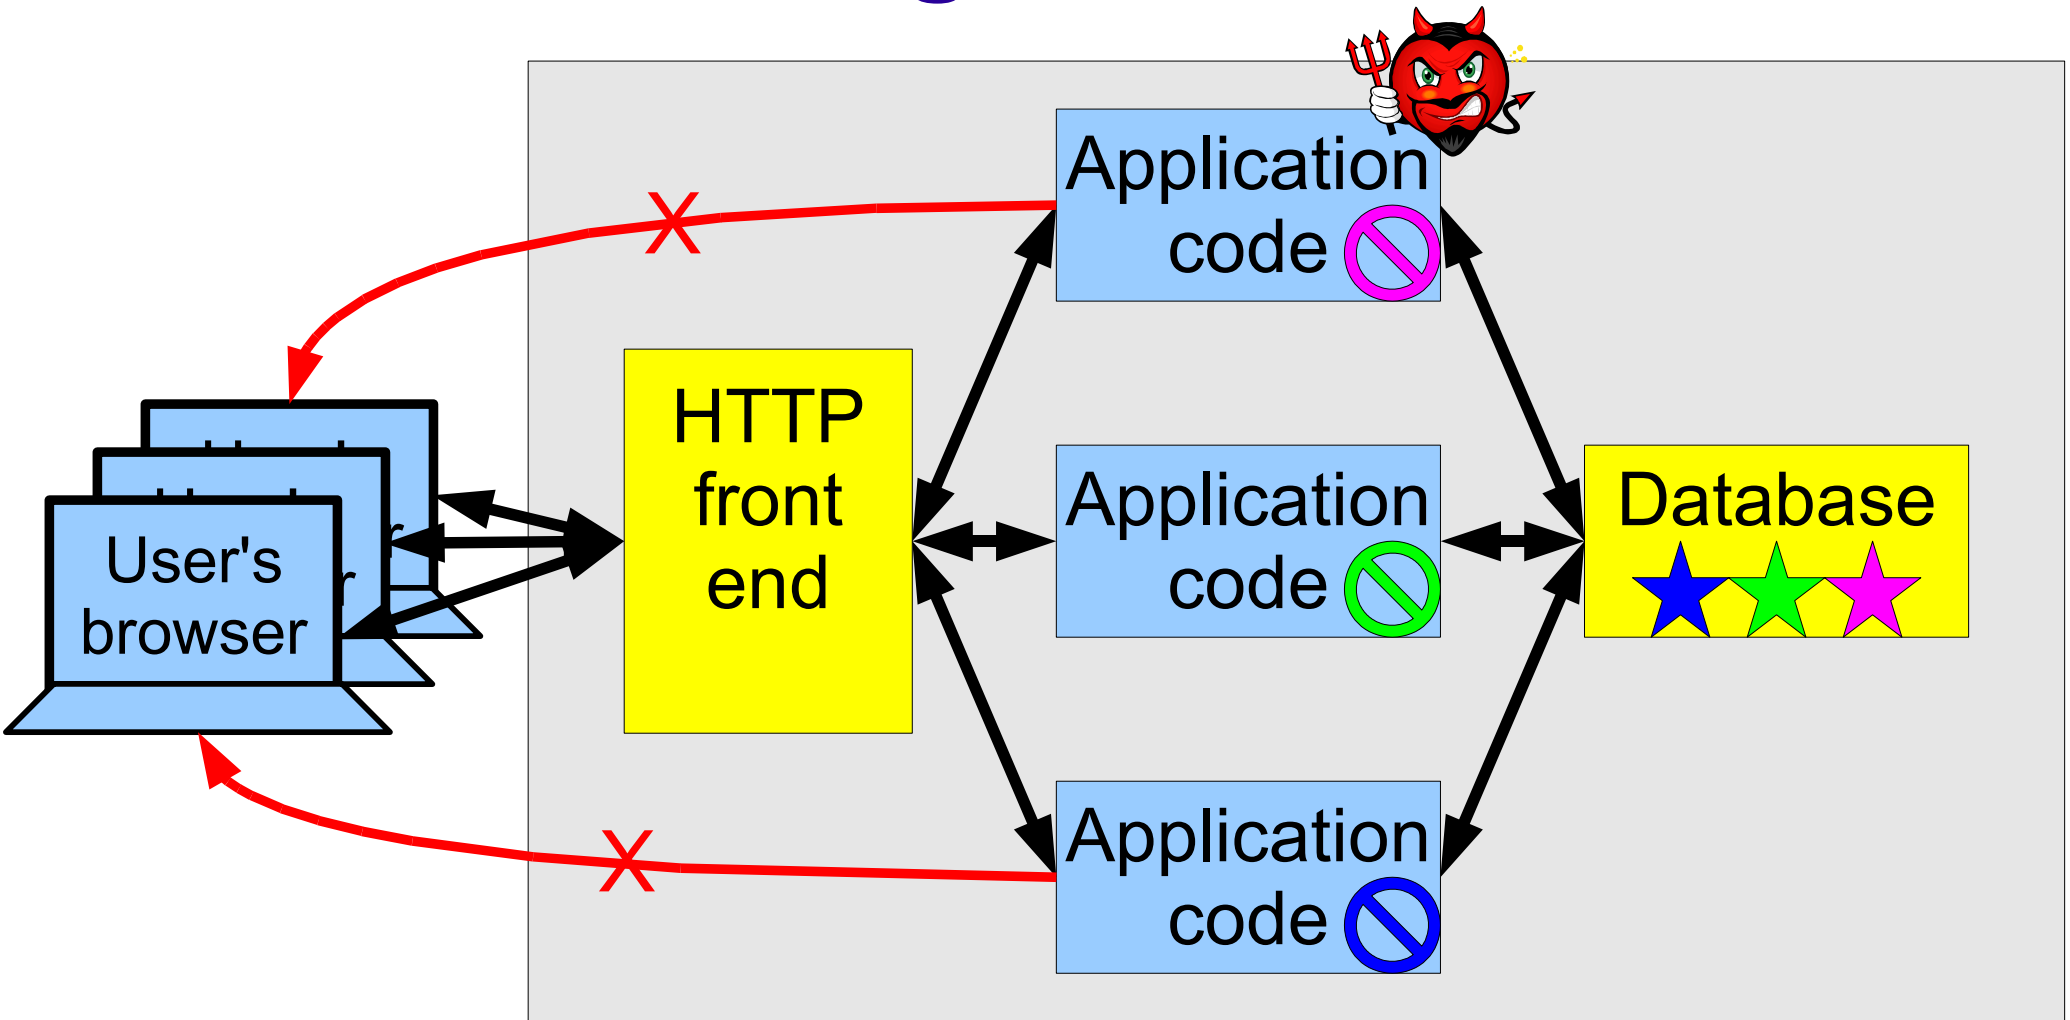 X
Application
code
HTTP
front
end
User's
browser
Application
code
Database
X
Application
code